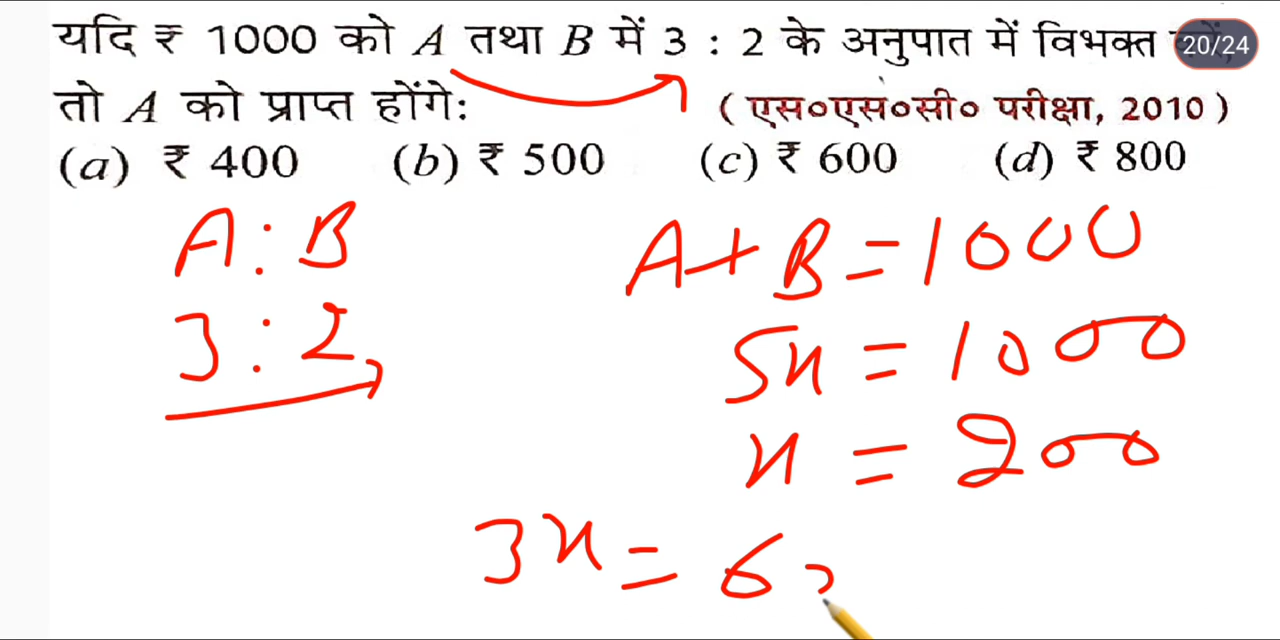 यदि ₹ 1000 को A तथा B में 3 : 2 के अनुपात में विभक्त
20/24
तो A को प्राप्त होंगे:
( एस०एस०सी० परीक्षा, 2010 )
(a) ₹ 400 (b) ₹ 500 (c) ₹ 600 (d) ₹ 800
A : B
3 : 2
A + B = 1000
5x = 1000
x = 200
3x = 6